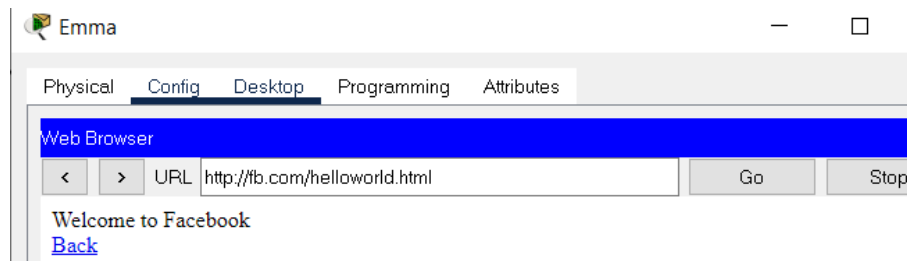 Emma
Physical Config Desktop Programming Attributes
Web Browser
< > URL http://fb.com/helloworld.html Go Stop
Welcome to Facebook
Back